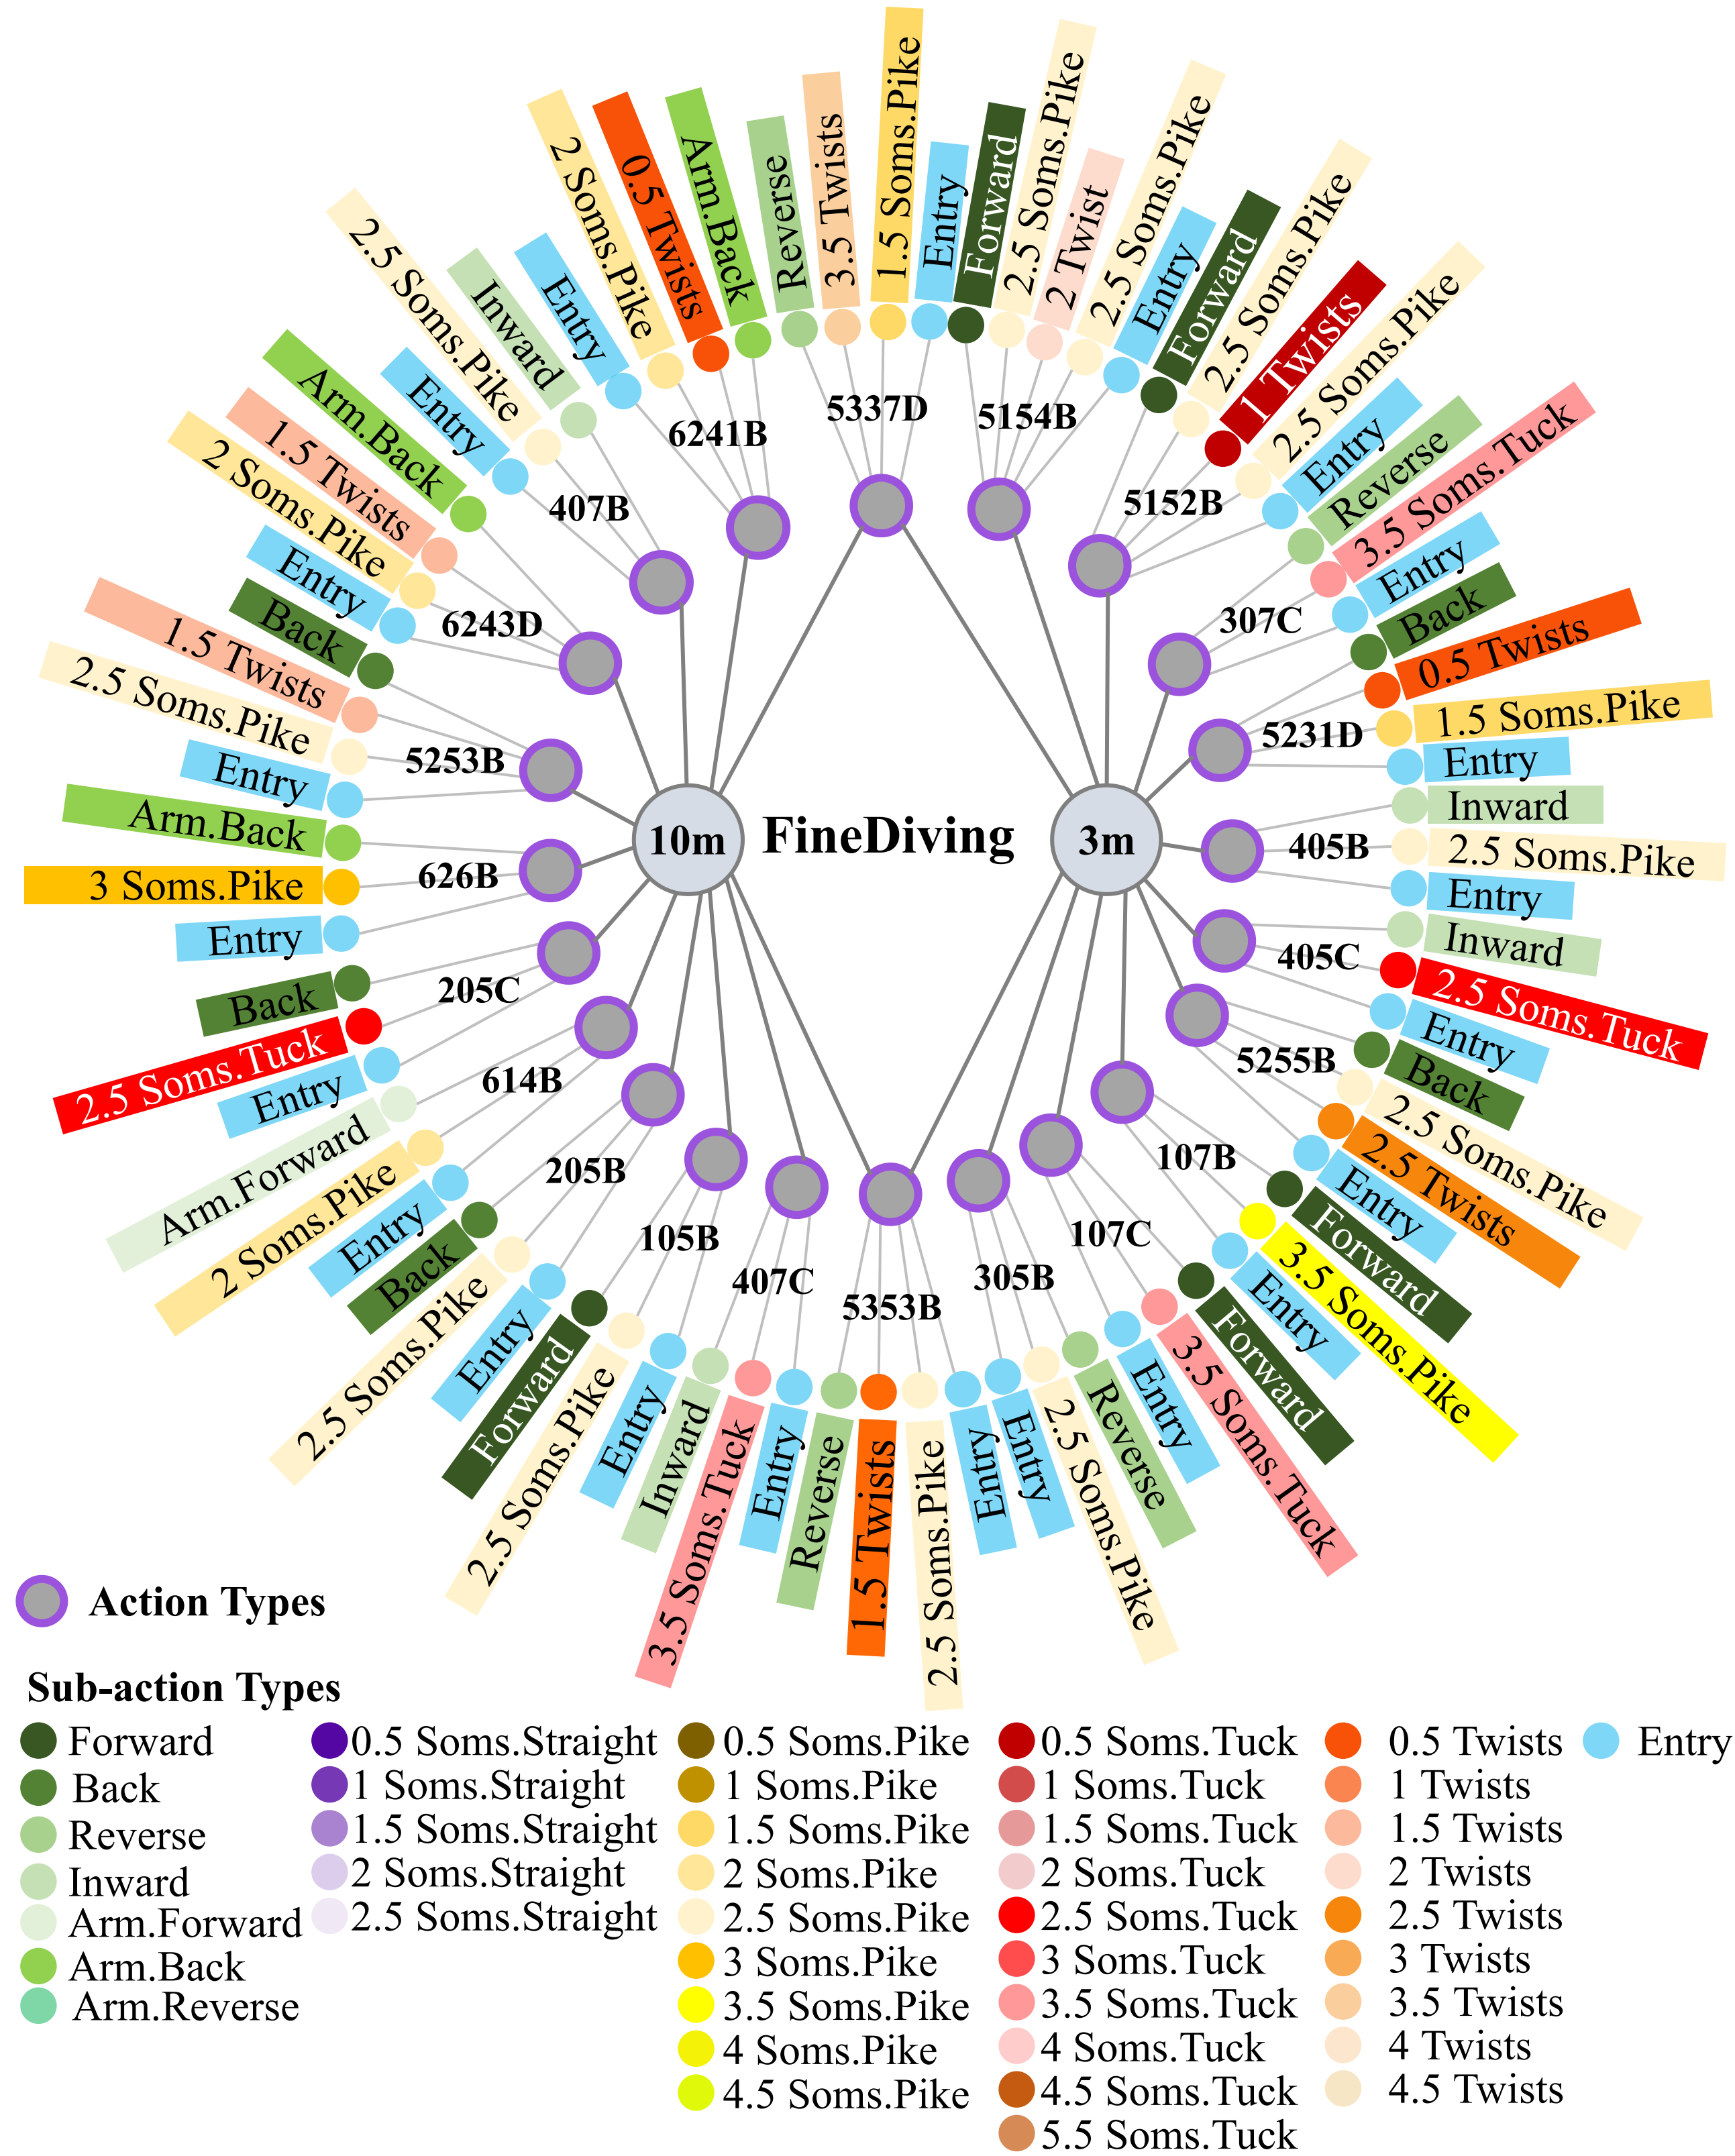 FineDiving
10m
3m
5337D
Reverse
3.5 Twists
1.5 Soms.Pike
Entry
5154B
Forward
2.5 Soms.Pike
2 Twist
2.5 Soms.Pike
Entry
5152B
Forward
2.5 Soms.Pike
1 Twists
2.5 Soms.Pike
Entry
307C
Reverse
3.5 Soms.Tuck
Entry
5231D
Back
0.5 Twists
1.5 Soms.Pike
Entry
405B
Inward
2.5 Soms.Pike
Entry
405C
Inward
2.5 Soms.Tuck
Entry
5255B
Back
2.5 Soms.Pike
2.5 Twists
Entry
107B
Forward
3.5 Soms.Pike
Entry
107C
Forward
3.5 Soms.Tuck
Entry
305B
Reverse
2.5 Soms.Pike
Entry
5353B
Entry
2.5 Soms.Pike
1.5 Twists
Reverse
407C
Entry
3.5 Soms.Tuck
Inward
105B
Entry
2.5 Soms.Pike
Forward
205B
Entry
2.5 Soms.Pike
Back
614B
Entry
2 Soms.Pike
Arm.Forward
205C
Entry
2.5 Soms.Tuck
Back
626B
Entry
3 Soms.Pike
Arm.Back
5253B
Entry
2.5 Soms.Pike
1.5 Twists
Back
6243D
Entry
2 Soms.Pike
1.5 Twists
Arm.Back
407B
Entry
2.5 Soms.Pike
Inward
6241B
Entry
2 Soms.Pike
0.5 Twists
Arm.Back
Action Types
Sub-action Types
Forward
Back
Reverse
Inward
Arm.Forward
Arm.Back
Arm.Reverse
0.5 Soms.Straight
1 Soms.Straight
1.5 Soms.Straight
2 Soms.Straight
2.5 Soms.Straight
0.5 Soms.Pike
1 Soms.Pike
1.5 Soms.Pike
2 Soms.Pike
2.5 Soms.Pike
3 Soms.Pike
3.5 Soms.Pike
4 Soms.Pike
4.5 Soms.Pike
0.5 Soms.Tuck
1 Soms.Tuck
1.5 Soms.Tuck
2 Soms.Tuck
2.5 Soms.Tuck
3 Soms.Tuck
3.5 Soms.Tuck
4 Soms.Tuck
4.5 Soms.Tuck
5.5 Soms.Tuck
0.5 Twists
1 Twists
1.5 Twists
2 Twists
2.5 Twists
3 Twists
3.5 Twists
4 Twists
4.5 Twists
Entry